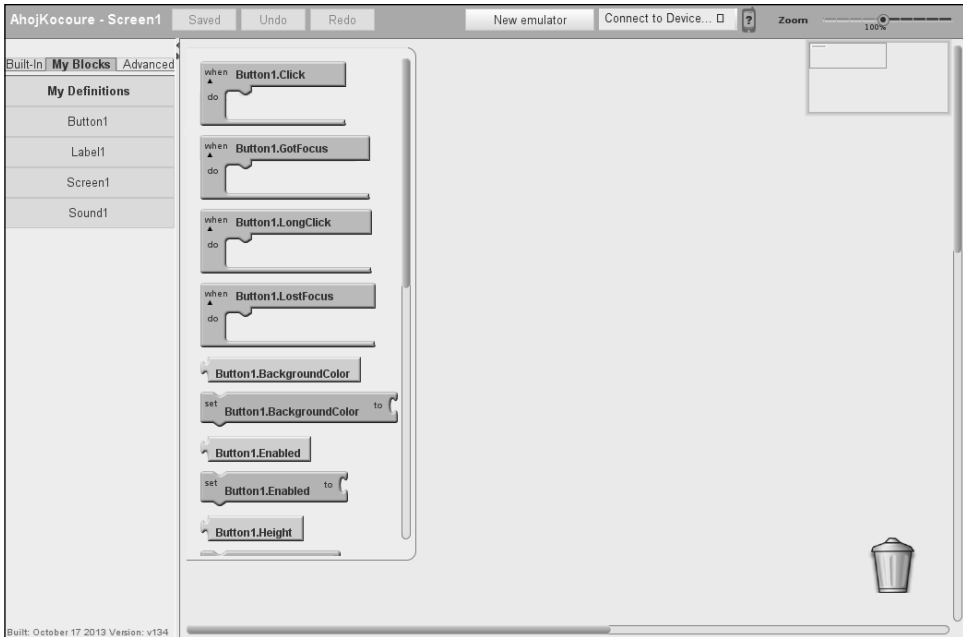 AhojKocoure - Screen1
Saved
Undo
Redo
New emulator
Connect to Device...
?
Zoom
100%
Built-In
My Blocks
Advanced
My Definitions
Button1
Label1
Screen1
Sound1
when Button1.Click
do
when Button1.GotFocus
do
when Button1.LongClick
do
when Button1.LostFocus
do
Button1.BackgroundColor
set Button1.BackgroundColor to
Button1.Enabled
set Button1.Enabled to
Button1.Height
Built: October 17 2013 Version: v134